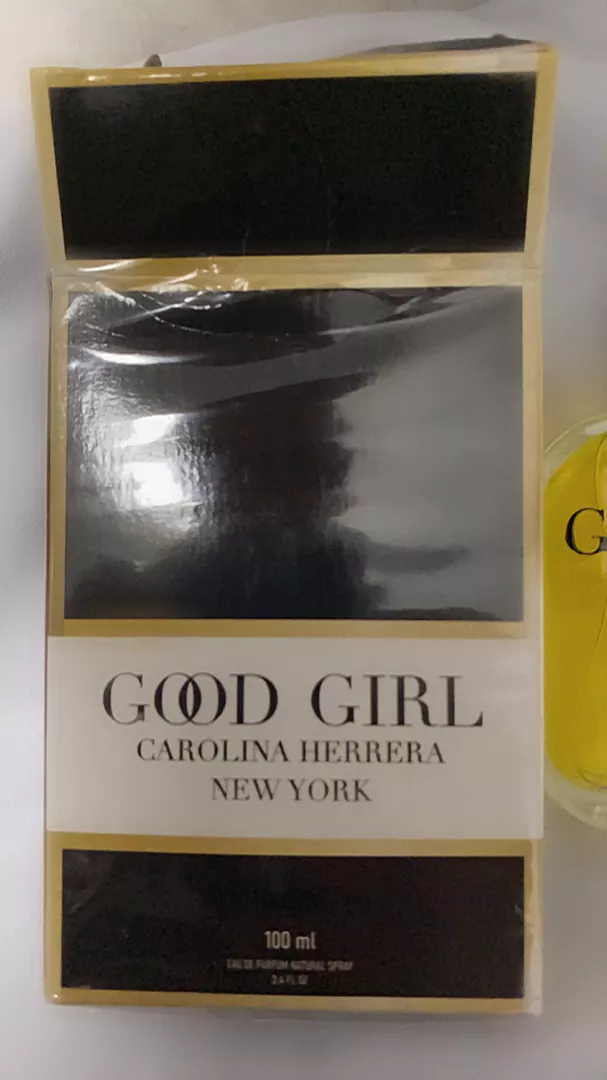 GOOD GIRL
CAROLINA HERRERA
NEW YORK
100 ml
EAU DE PARFUM NATURAL SPRAY
3.4 FL OZ
G